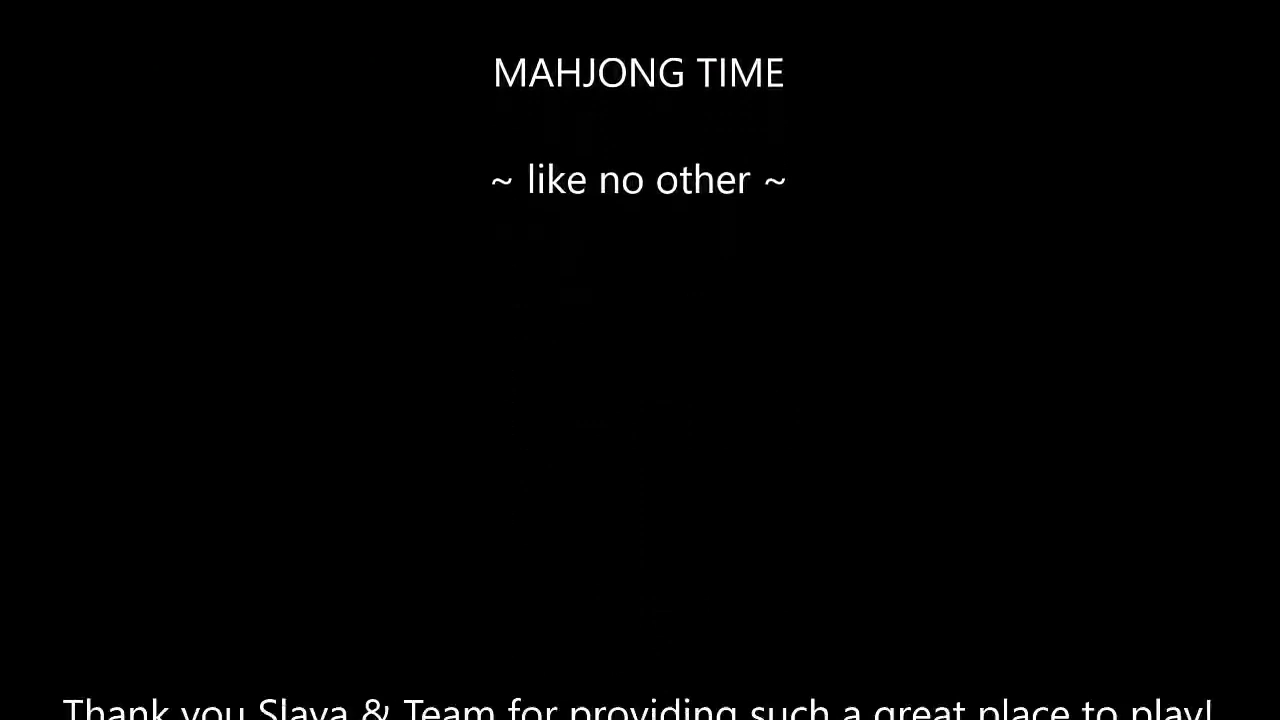 MAHJONG TIME
~ like no other ~
Thank you Slava & Team for providing such a great place to play!